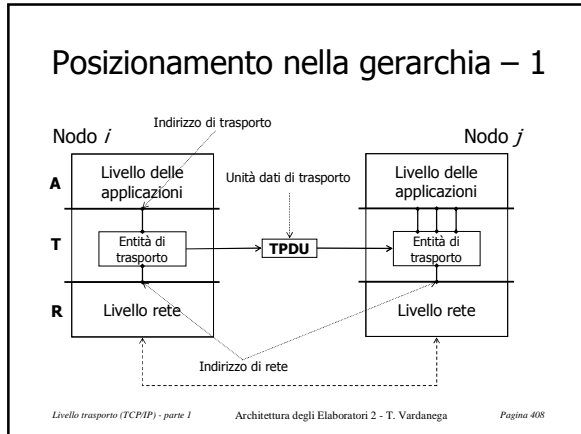 Posizionamento nella gerarchia – 1
Indirizzo di trasporto
Nodo i
Nodo j
Livello delle
applicazioni
Unità dati di trasporto
Livello delle
applicazioni
A
T
Entità di
trasporto
TPDU
Entità di
trasporto
R
Livello rete
Livello rete
Indirizzo di rete
Livello trasporto (TCP/IP) - parte 1
Architettura degli Elaboratori 2 - T. Vardanega
Pagina 408